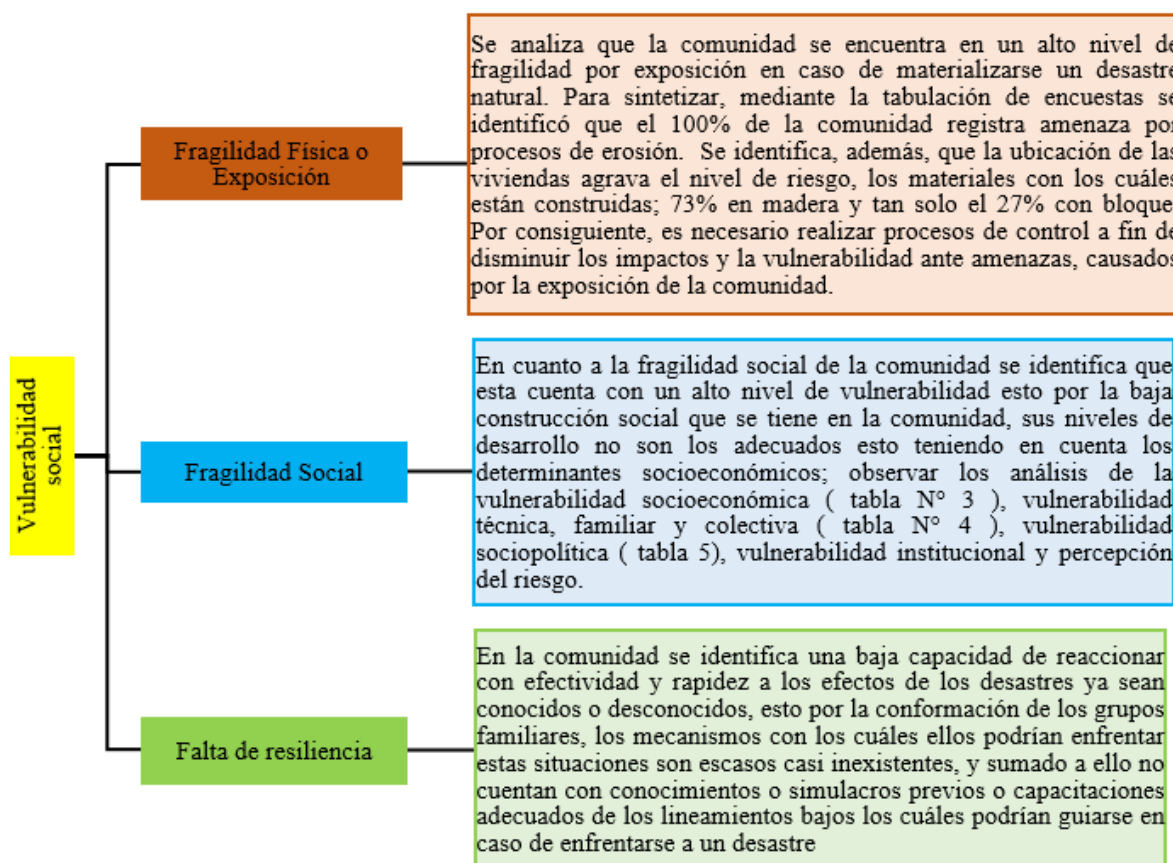 Vulnerabilidad
social
Fragilidad Física o
Exposición
Se analiza que la comunidad se encuentra en un alto nivel de
fragilidad por exposición en caso de materializarse un desastre
natural. Para sintetizar, mediante la tabulación de encuestas se
identificó que el 100% de la comunidad registra amenaza por
procesos de erosión.  Se identifica, además, que la ubicación de las
viviendas agrava el nivel de riesgo, los materiales con los cuáles
están construidas; 73% en madera y tan solo el 27% con bloque
Por consiguiente, es necesario realizar procesos de control a fin de
disminuir los impactos y la vulnerabilidad ante amenazas, causados
por la exposición de la comunidad.
Fragilidad Social
En cuanto a la fragilidad social de la comunidad se identifica que
esta cuenta con un alto nivel de vulnerabilidad esto por la baja
construcción social que se tiene en la comunidad, sus niveles de
desarrollo no son los adecuados esto teniendo en cuenta los
determinantes socioeconómicos; observar los análisis de la
vulnerabilidad socioeconómica ( tabla N° 3 ), vulnerabilidad
técnica, familiar y colectiva ( tabla N° 4 ), vulnerabilidad
sociopolítica ( tabla 5), vulnerabilidad institucional y percepción
del riesgo.
Falta de resiliencia
En la comunidad se identifica una baja capacidad de reaccionar
con efectividad y rapidez a los efectos de los desastres ya sean
conocidos o desconocidos, esto por la conformación de los grupos
familiares, los mecanismos con los cuáles ellos podrían enfrentar
estas situaciones son escasos casi inexistentes, y sumado a ello no
cuentan con conocimientos o simulacros previos o capacitaciones
adecuados de los lineamientos bajos los cuáles podrían guiarse en
caso de enfrentarse a un desastre